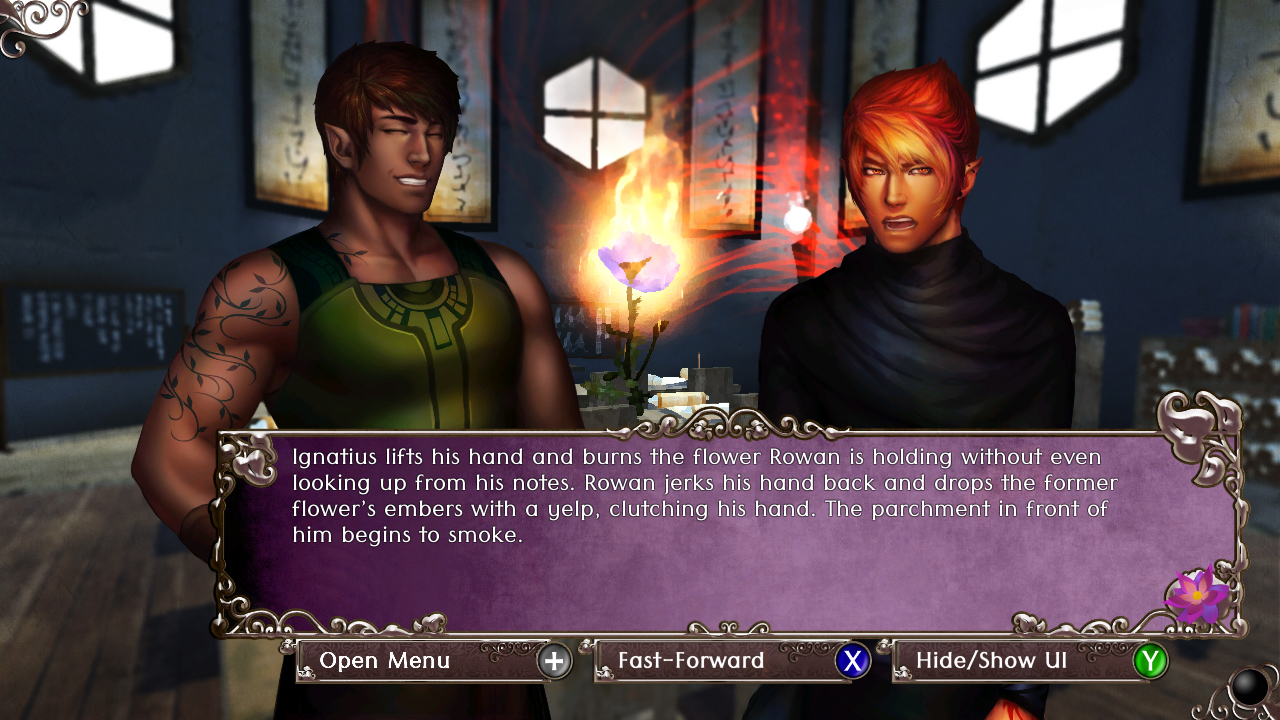 Ignatius lifts his hand and burns the flower Rowan is holding without even
looking up from his notes. Rowan jerks his hand back and drops the former
flower's embers with a yelp, clutching his hand. The parchment in front of
him begins to smoke.
Open Menu +
Fast-Forward X
Hide/Show UI Y